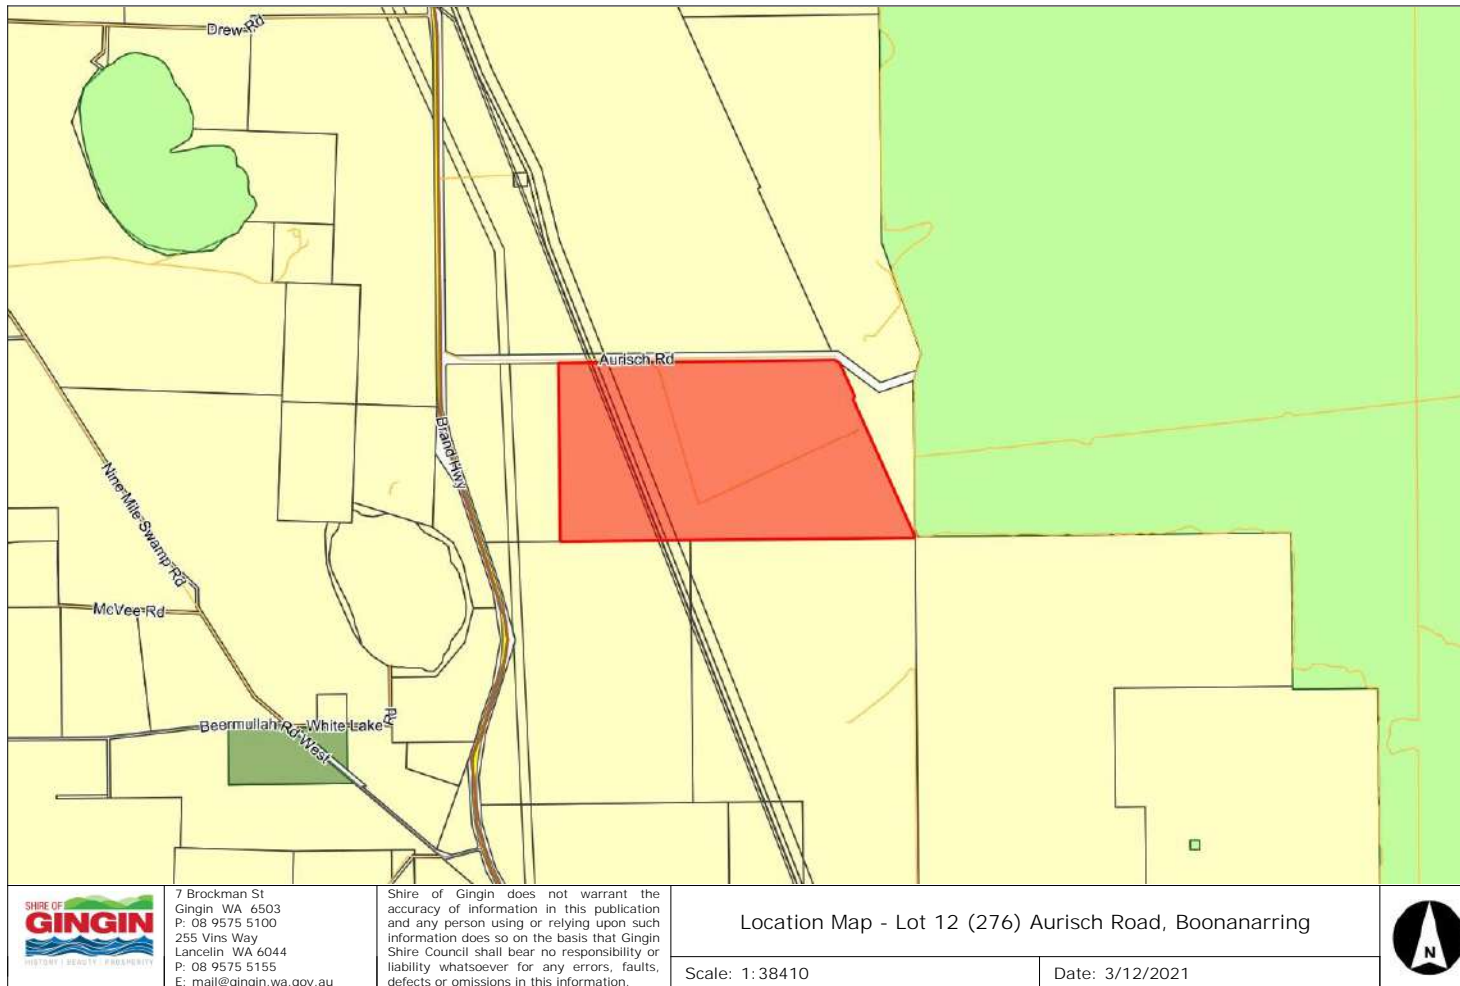 Drew Rd
Aurisch Rd
Brand Hwy
Nine Mile Swamp Rd
McVee Rd
Beermullah Rd West
White Lake Rd
SHIRE OF
GINGIN
HISTORY | BEAUTY | PROSPERITY
7 Brockman St
Gingin WA 6503
P: 08 9575 5100
255 Vins Way
Lancelin WA 6044
P: 08 9575 5155
E: mail@gingin.wa.gov.au
Shire of Gingin does not warrant the
accuracy of information in this publication
and any person using or relying upon such
information does so on the basis that Gingin
Shire Council shall bear no responsibility or
liability whatsoever for any errors, faults,
defects or omissions in this information.
Location Map - Lot 12 (276) Aurisch Road, Boonanarring
Scale: 1:38410
Date: 3/12/2021
N